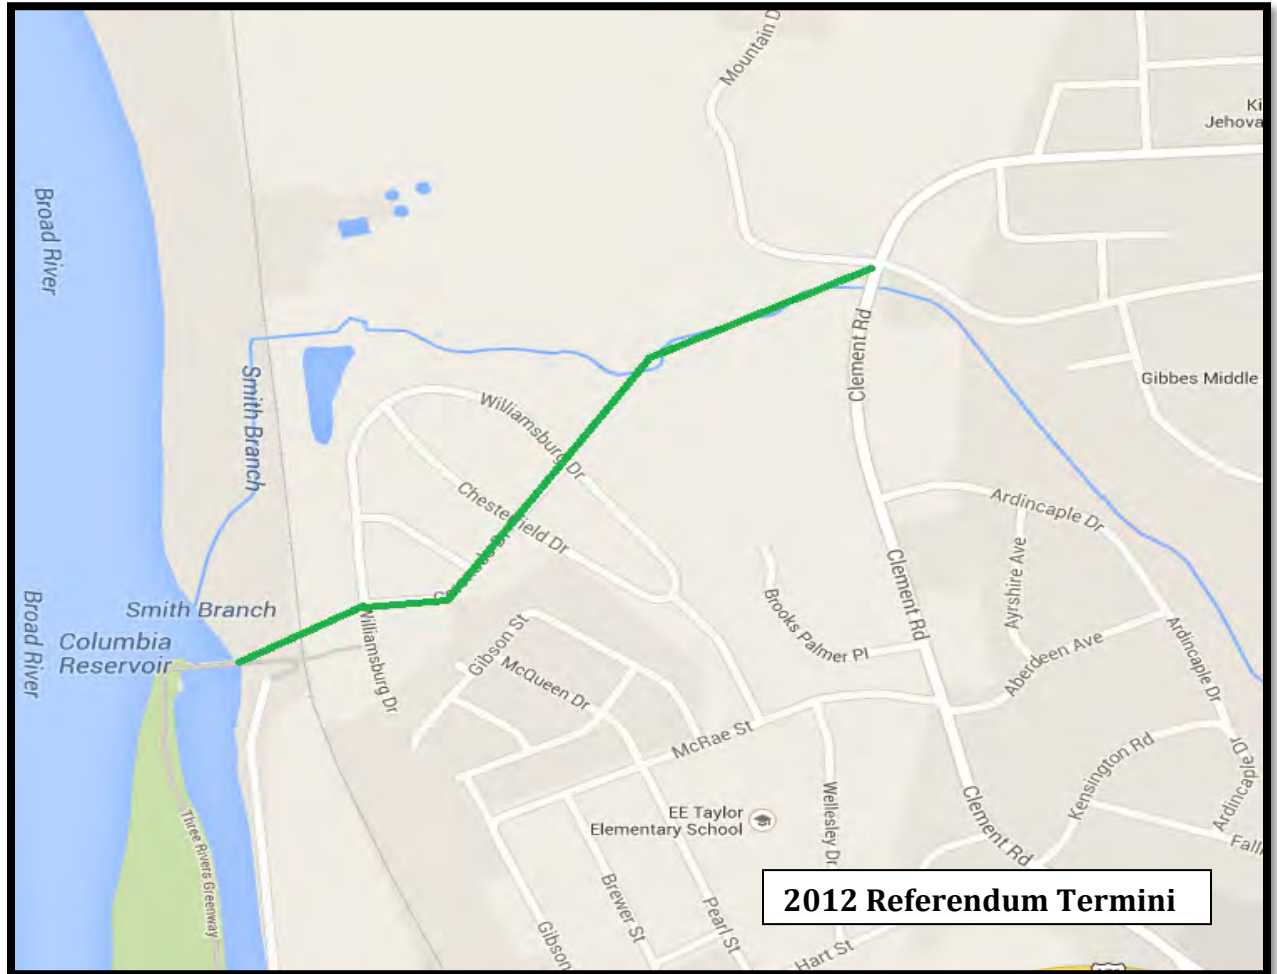 Mountain D
Ki
Jehova
Broad River
Clement Rd
Gibbes Middle
Smith Branch
Williamsburg Dr
Chesterfield Dr
Ardincaple Dr
Ayrshire Ave
Clement Rd
Broad River
Smith Branch
Columbia
Reservoir
Williamsburg Dr
Gibson St
McQueen Dr
Brooks Palmer Pl
Aberdeen Ave
Ardincaple Dr
McRae St
Kensington Rd
Ardincaple Dr
Three Rivers Greenway
EE Taylor
Elementary School
Wellesley Dr
Clement Rd
Fall
Brewer St
Pearl St
Gibson
Hart St
2012 Referendum Termini